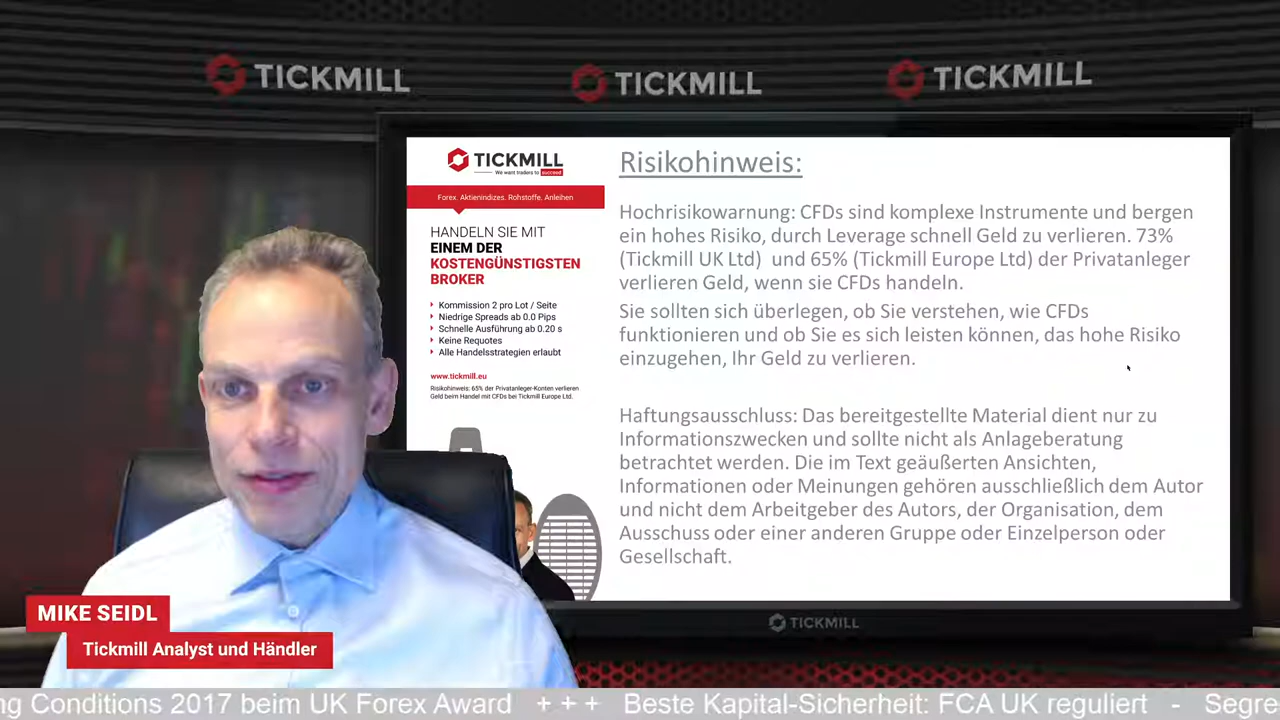 TICKMILL
TICKMILL
TICKMILL
TICKMILL
We want traders to succeed
Forex. Aktienindizes. Rohstoffe. Anleihen
HANDELN SIE MIT
EINEM DER
KOSTENGÜNSTIGSTEN
BROKER
Kommission 2 pro Lot / Seite
Niedrige Spreads ab 0.0 Pips
Schnelle Ausführung ab 0.20 s
Keine Requotes
Alle Handelsstrategien erlaubt
www.tickmill.eu
Risikohinweis: 65% der Privatanleger-Konten verlieren
Geld beim Handel mit CFDs bei Tickmill Europe Ltd.
Risikohinweis:
Hochrisikowarnung: CFDs sind komplexe Instrumente und bergen
ein hohes Risiko, durch Leverage schnell Geld zu verlieren. 73%
(Tickmill UK Ltd) und 65% (Tickmill Europe Ltd) der Privatanleger
verlieren Geld, wenn sie CFDs handeln.
Sie sollten sich überlegen, ob Sie verstehen, wie CFDs
funktionieren und ob Sie es sich leisten können, das hohe Risiko
einzugehen, Ihr Geld zu verlieren.
Haftungsausschluss: Das bereitgestellte Material dient nur zu
Informationszwecken und sollte nicht als Anlageberatung
betrachtet werden. Die im Text geäußerten Ansichten,
Informationen oder Meinungen gehören ausschließlich dem Autor
und nicht dem Arbeitgeber des Autors, der Organisation, dem
Ausschuss oder einer anderen Gruppe oder Einzelperson oder
Gesellschaft.
TICKMILL
MIKE SEIDL
Tickmill Analyst und Händler
ng Conditions 2017 beim UK Forex Award + + + Beste Kapital-Sicherheit: FCA UK reguliert - Segre